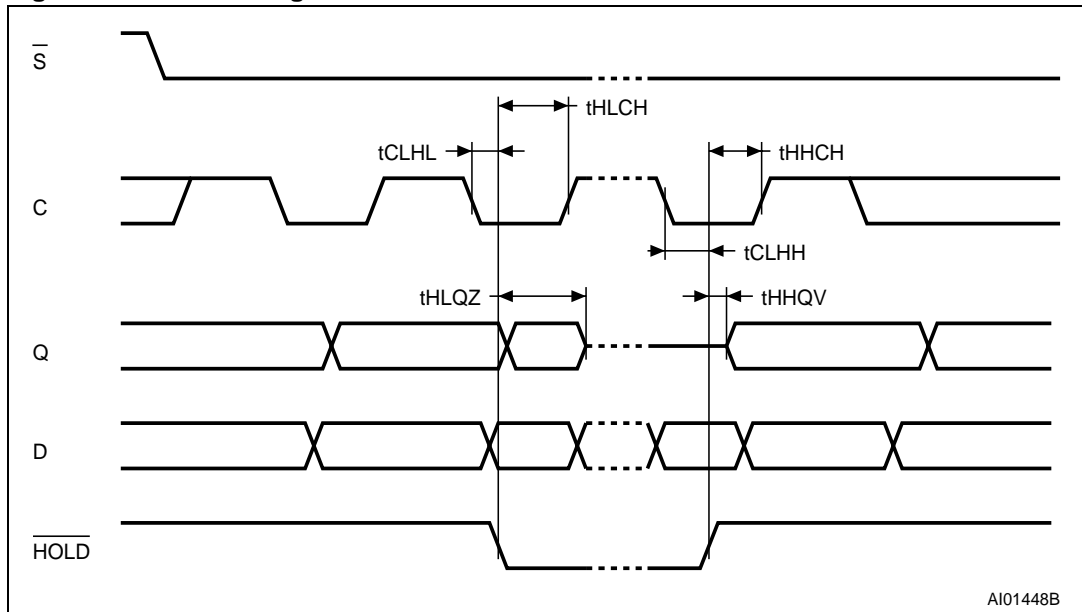 S
tHLCH
tCLHL
tHHCH
C
tCLHH
tHLQZ
tHHQV
Q
D
HOLD
AI01448B